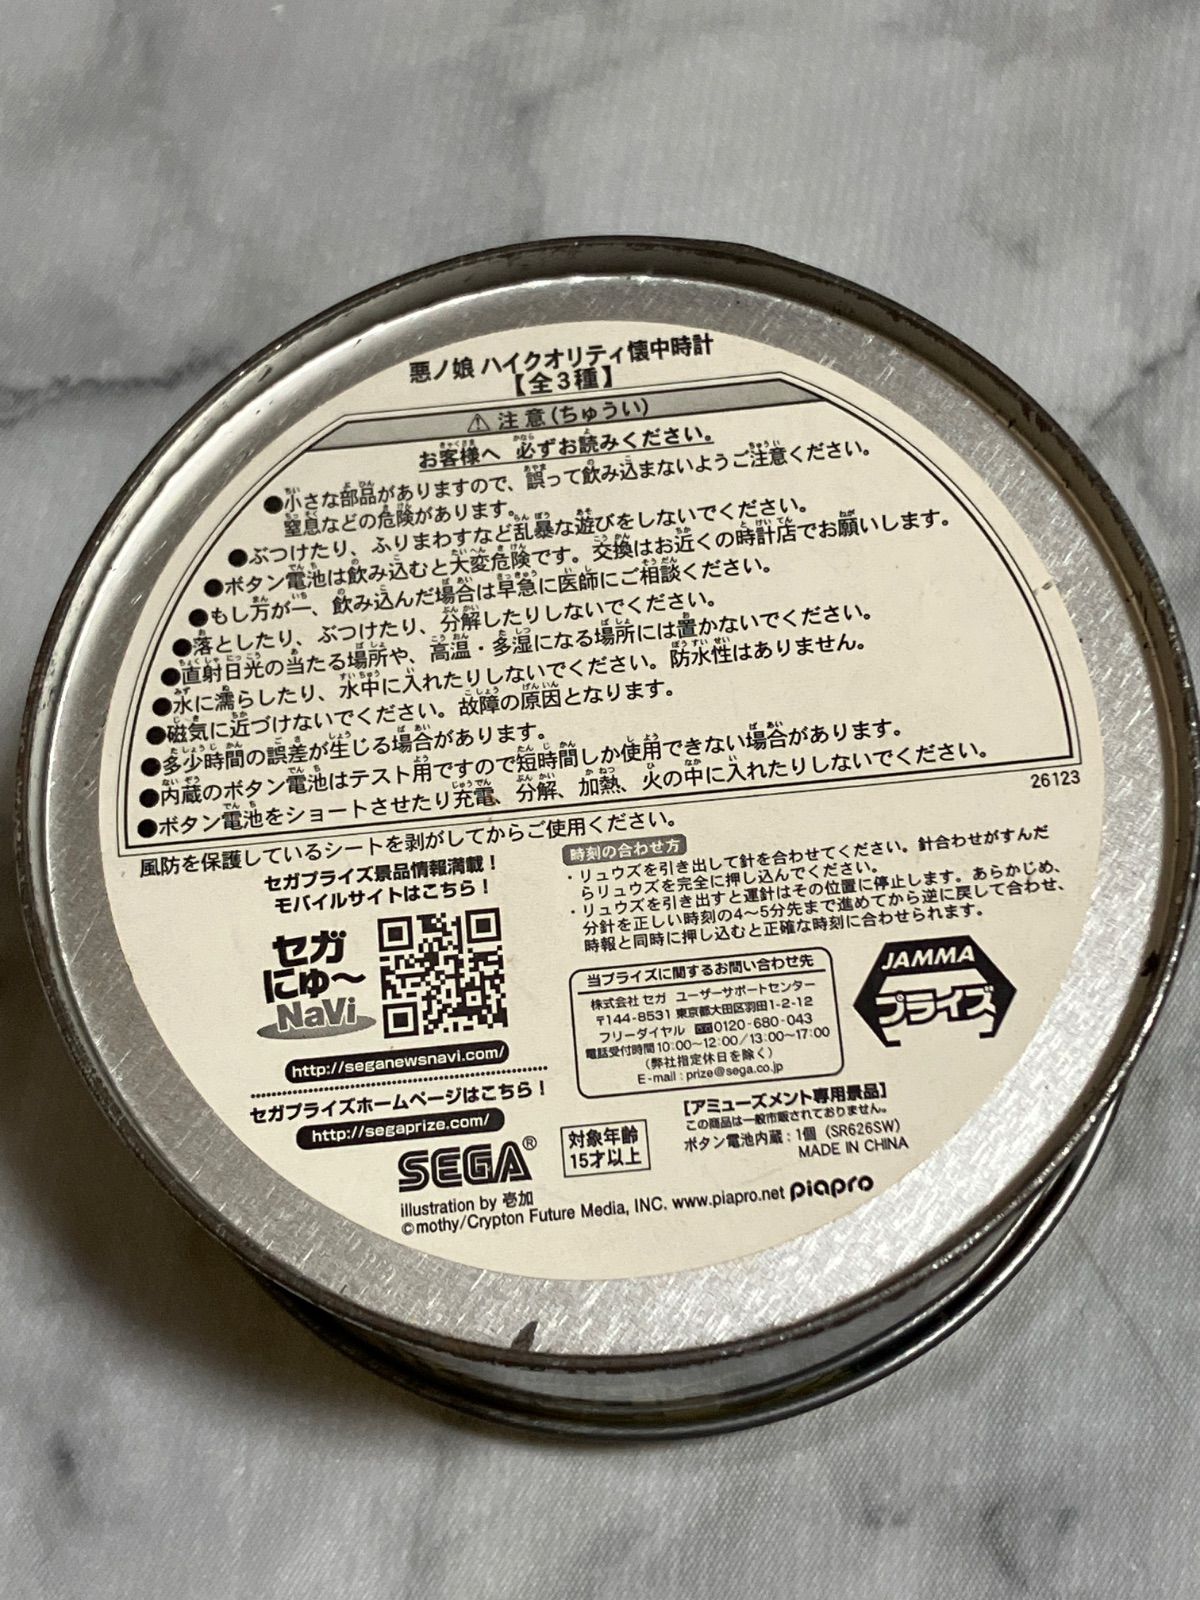 悪ノ娘 ハイクオリティ懐中時計
【全3種】
⚠ 注意(ちゅうい)
お客様へ 必ずお読みください。
●小さな部品がありますので、誤って飲み込まないようご注意ください。
窒息などの危険があります。
●ぶつけたり、ふりまわすなど乱暴な遊びをしないでください。
●ボタン電池は飲み込むと大変危険です。交換はお近くの時計店でお願いします。
●もし万が一、飲み込んだ場合は早急に医師にご相談ください。
●落としたり、ぶつけたり、分解したりしないでください。
●直射日光の当たる場所や、高温・多湿になる場所には置かないでください。
●水に濡らしたり、水中に入れたりしないでください。防水性はありません。
●磁気に近づけないでください。故障の原因となります。
●多少時間の誤差が生じる場合があります。
●内蔵のボタン電池はテスト用ですので短時間しか使用できない場合があります。
●ボタン電池をショートさせたり充電、分解、加熱、火の中に入れたりしないでください。
26123
風防を保護しているシートを剥がしてからご使用ください。
セガプライズ景品情報満載!
モバイルサイトはこちら!
セガ
にゅ〜
NaVi
http://seganewsnavi.com/
セガプライズホームページはこちら!
http://segaprize.com/
SEGA®
時刻の合わせ方
・リュウズを引き出して針を合わせてください。針合わせがすんだ
らリュウズを完全に押し込んでください。
・リュウズを引き出すと運針はその位置に停止します。あらかじめ、
分針を正しい時刻の4〜5分先まで進めてから逆に戻して合わせ、
時報と同時に押し込むと正確な時刻に合わせられます。
当プライズに関するお問い合わせ先
株式会社 セガ ユーザーサポートセンター
〒144-8531 東京都大田区羽田1-2-12
フリーダイヤル 0120-680-043
電話受付時間 10:00〜12:00/13:00〜17:00
(弊社指定休日を除く)
E-mail : prize@sega.co.jp
JAMMA
プライズ
対象年齢
15才以上
【アミューズメント専用景品】
この商品は一般市販されておりません。
ボタン電池内蔵:1個(SR626SW)
MADE IN CHINA
illustration by 壱加
©mothy/Crypton Future Media, INC. www.piapro.net piapro